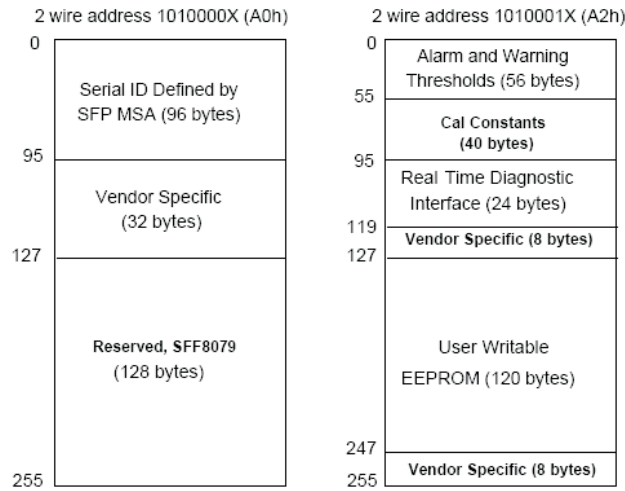 2 wire address 1010000X (A0h)
0
Serial ID Defined by
SFP MSA (96 bytes)
95
Vendor Specific
(32 bytes)
127
Reserved, SFF8079
(128 bytes)
255
2 wire address 1010001X (A2h)
0
Alarm and Warning
Thresholds (56 bytes)
55
Cal Constants
(40 bytes)
95
Real Time Diagnostic
Interface (24 bytes)
119
Vendor Specific (8 bytes)
127
User Writable
EEPROM (120 bytes)
247
Vendor Specific (8 bytes)
255